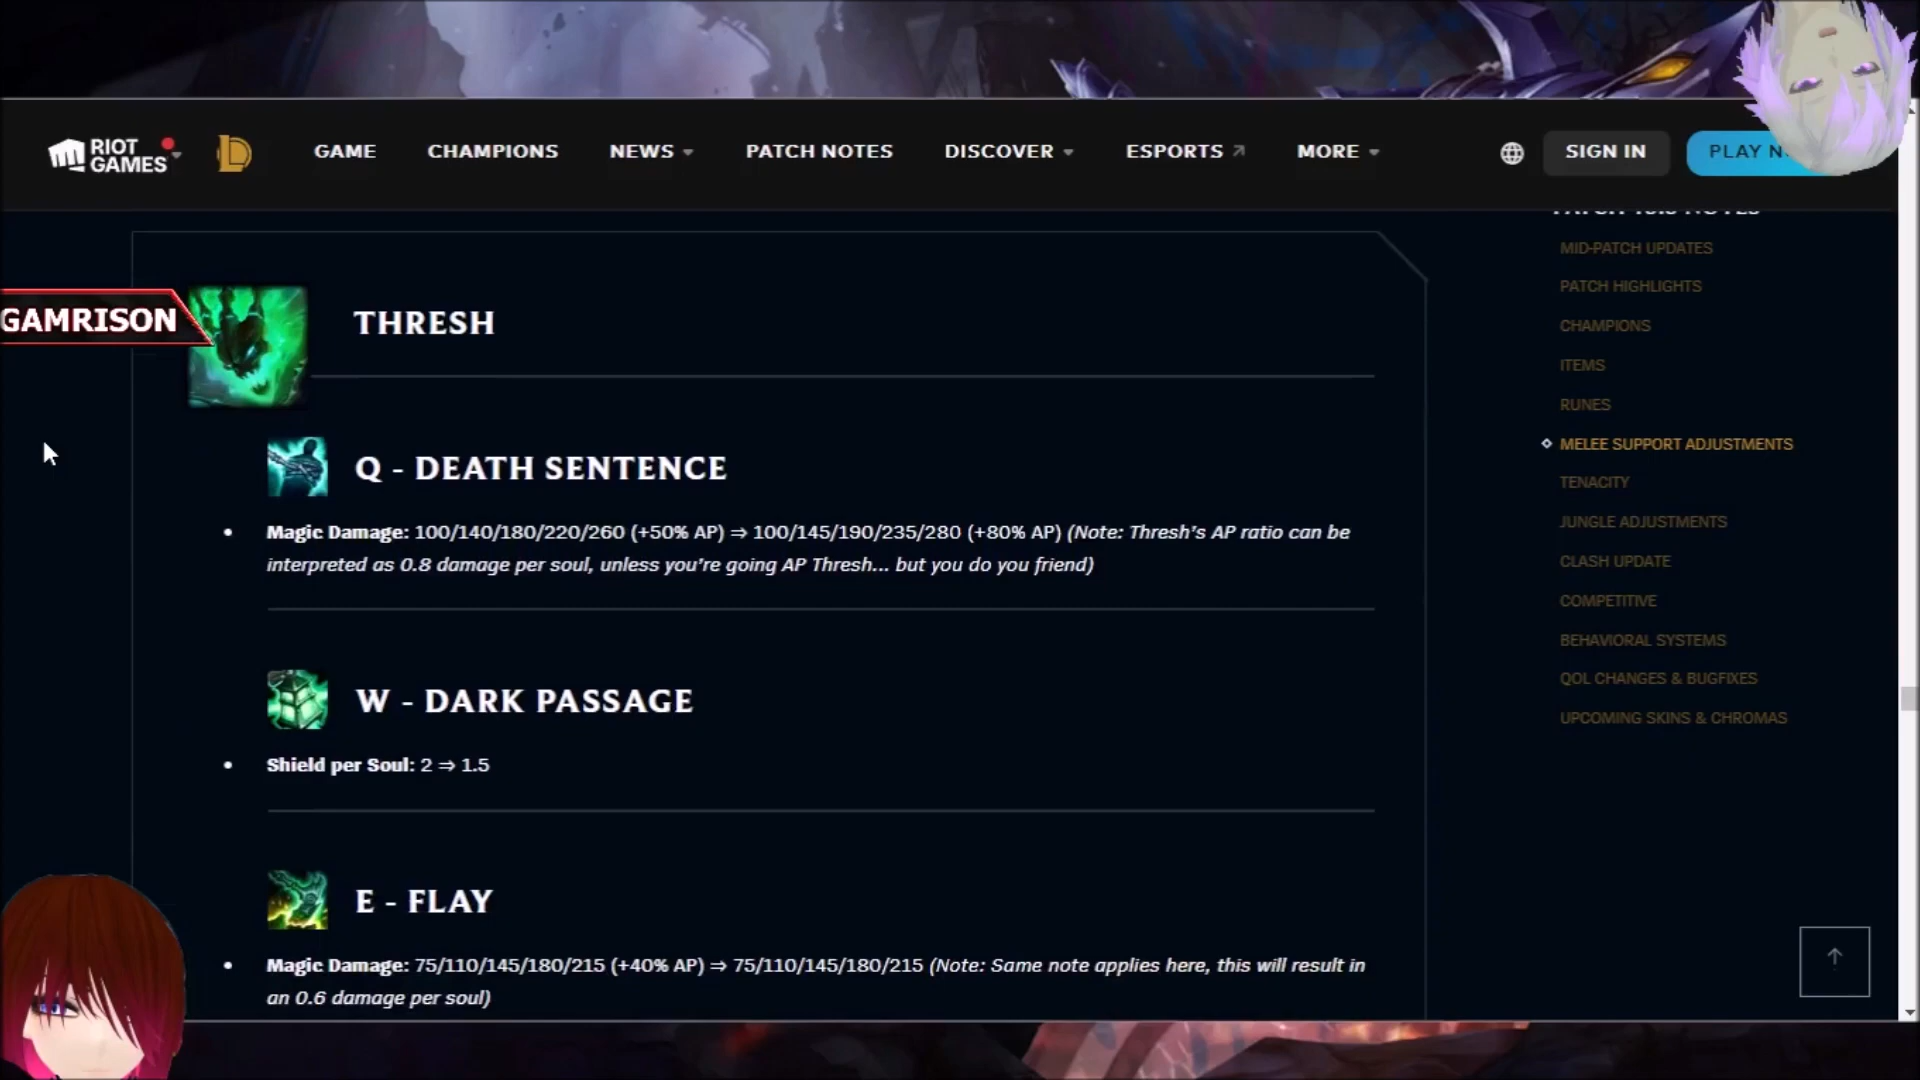 RIOT GAMES
GAME
CHAMPIONS
NEWS
PATCH NOTES
DISCOVER
ESPORTS
MORE
SIGN IN
PLAY
GAMRISON
THRESH
Q - DEATH SENTENCE
Magic Damage: 100/140/180/220/260 (+50% AP) ⇒ 100/145/190/235/280 (+80% AP) (Note: Thresh's AP ratio can be
interpreted as 0.8 damage per soul, unless you're going AP Thresh... but you do you friend)
W - DARK PASSAGE
Shield per Soul: 2 ⇒ 1.5
E - FLAY
Magic Damage: 75/110/145/180/215 (+40% AP) ⇒ 75/110/145/180/215 (Note: Same note applies here, this will result in
an 0.6 damage per soul)
NOTES
MID-PATCH UPDATES
PATCH HIGHLIGHTS
CHAMPIONS
ITEMS
RUNES
MELEE SUPPORT ADJUSTMENTS
TENACITY
JUNGLE ADJUSTMENTS
CLASH UPDATE
COMPETITIVE
BEHAVIORAL SYSTEMS
QOL CHANGES & BUGFIXES
UPCOMING SKINS & CHROMAS